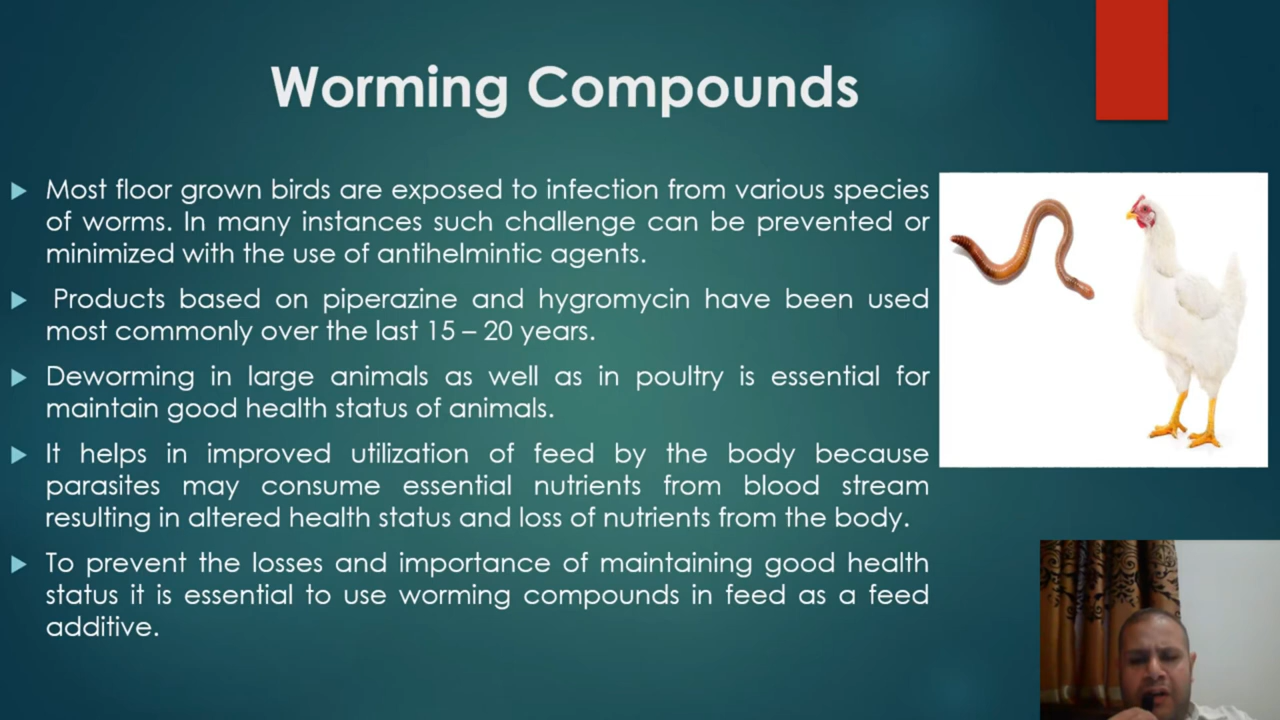 Worming Compounds
Most floor grown birds are exposed to infection from various species
of worms. In many instances such challenge can be prevented or
minimized with the use of antihelmintic agents.
Products based on piperazine and hygromycin have been used
most commonly over the last 15 – 20 years.
Deworming in large animals as well as in poultry is essential for
maintain good health status of animals.
It helps in improved utilization of feed by the body because
parasites may consume essential nutrients from blood stream
resulting in altered health status and loss of nutrients from the body.
To prevent the losses and importance of maintaining good health
status it is essential to use worming compounds in feed as a feed
additive.